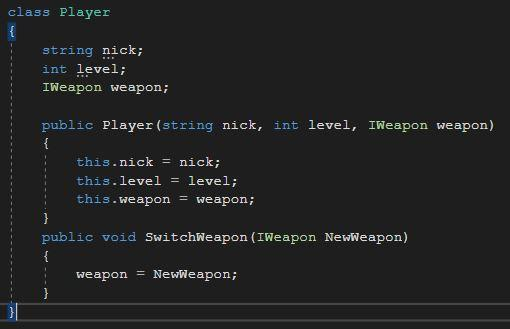 class Player
{
string nick;
int level;
IWeapon weapon;
public Player(string nick, int level, IWeapon weapon)
{
this.nick = nick;
this.level = level;
this.weapon = weapon;
}
public void SwitchWeapon(IWeapon NewWeapon)
{
weapon = NewWeapon;
}
}